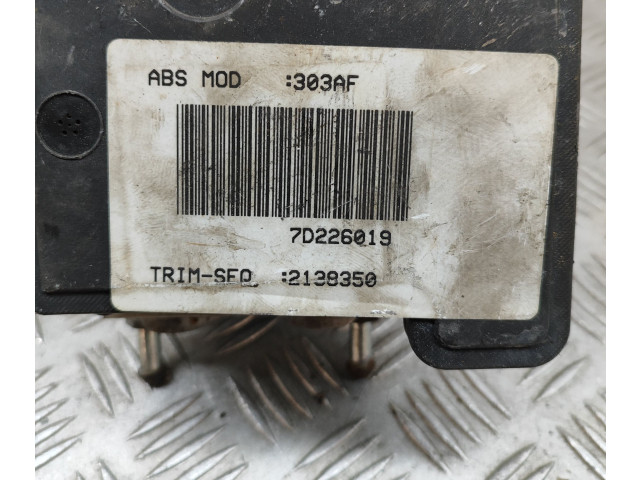 ABS MOD :303AF
7D226019
TRIM-SEQ :2138350